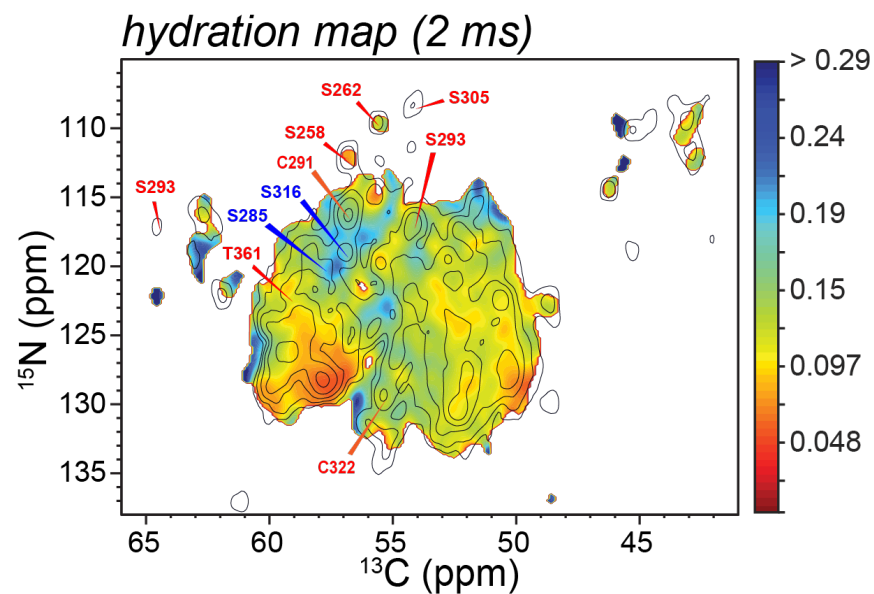 hydration map (2 ms)
S262
S305
S258
S293
C291
S293
S316
S285
T361
C322
110
115
120
125
130
135
15N (ppm)
65
60
55
50
45
13C (ppm)
> 0.29
0.24
0.19
0.15
0.097
0.048